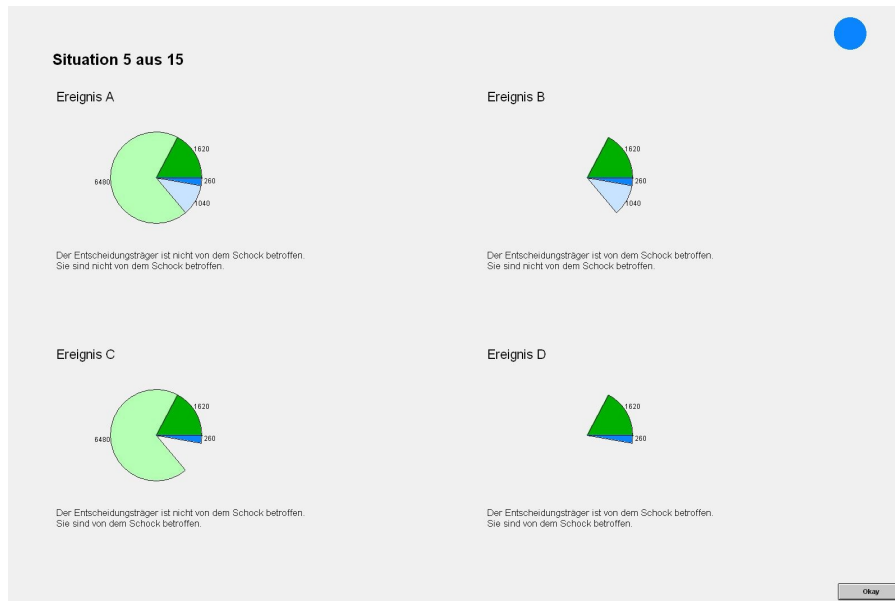 Situation 5 aus 15
Ereignis A
1620
6480
260
1040
Der Entscheidungsträger ist nicht von dem Schock betroffen.
Sie sind nicht von dem Schock betroffen.
Ereignis B
1620
260
1040
Der Entscheidungsträger ist von dem Schock betroffen.
Sie sind nicht von dem Schock betroffen.
Ereignis C
1620
6480
260
Der Entscheidungsträger ist nicht von dem Schock betroffen.
Sie sind von dem Schock betroffen.
Ereignis D
1620
260
Der Entscheidungsträger ist von dem Schock betroffen.
Sie sind von dem Schock betroffen.
Okay